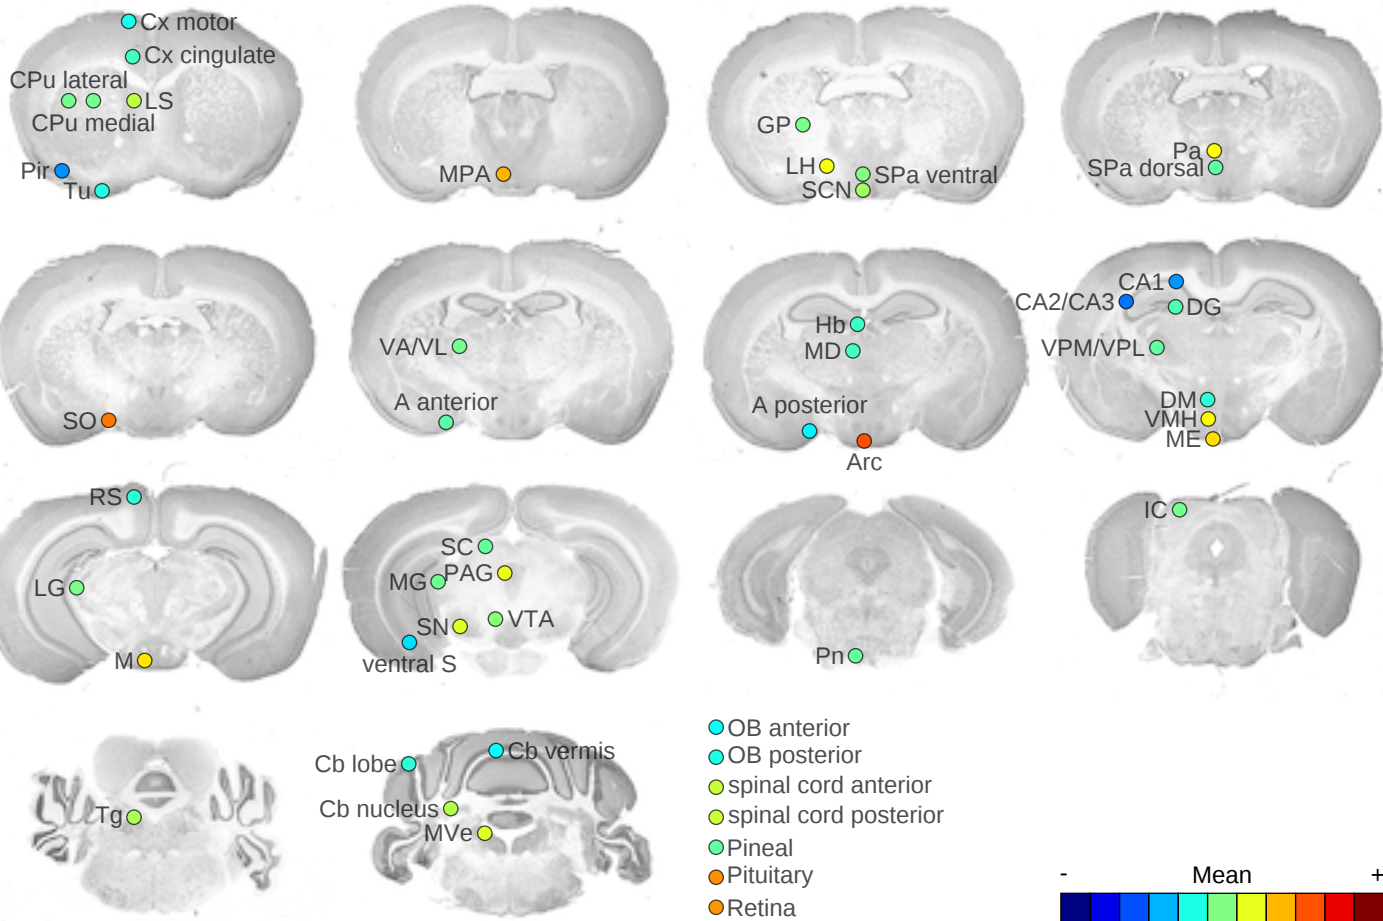 Cx motor
Cx cingulate
CPu lateral
LS
CPu medial
Pir
Tu
MPA
GP
LH
SPa ventral
SCN
Pa
SPa dorsal
SO
VA/VL
A anterior
Hb
MD
A posterior
Arc
CA1
CA2/CA3
DG
VPM/VPL
DM
VMH
ME
RS
LG
M
SC
MG
PAG
SN
VTA
ventral S
Pn
IC
Tg
Cb lobe
Cb vermis
Cb nucleus
MVe
OB anterior
OB posterior
spinal cord anterior
spinal cord posterior
Pineal
Pituitary
Retina
- Mean +